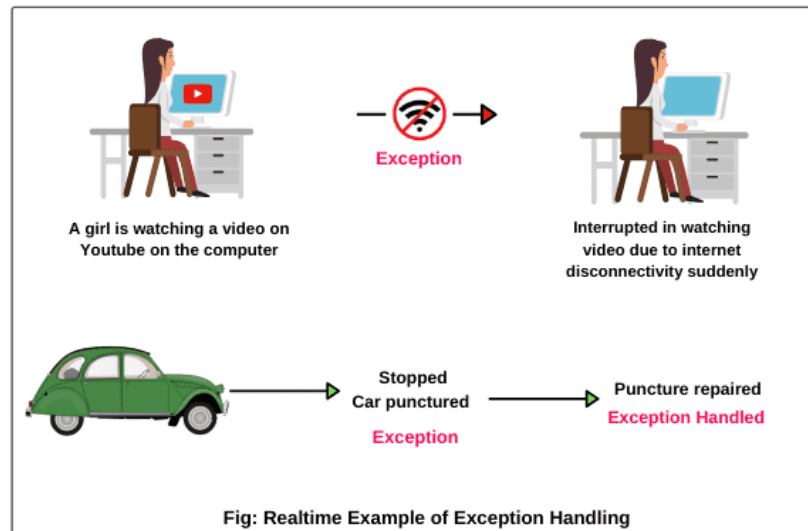 Exception
A girl is watching a video on
Youtube on the computer
Interrupted in watching
video due to internet
disconnectivity suddenly
Stopped
Car punctured
Exception
Puncture repaired
Exception Handled
Fig: Realtime Example of Exception Handling